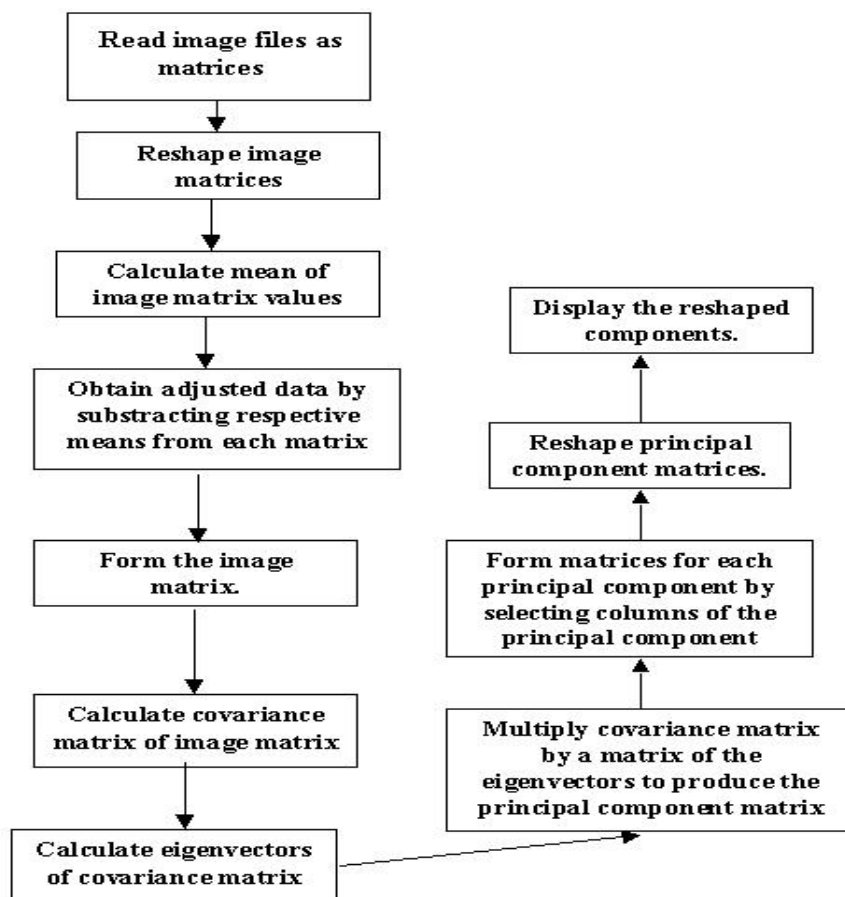 Read image files as
matrices
Reshape image
matrices
Calculate mean of
image matrix values
Obtain adjusted data by
substracting respective
means from each matrix
Form the image
matrix.
Calculate covariance
matrix of image matrix
Calculate eigenvectors
of covariance matrix
Multiply covariance matrix
by a matrix of the
eigenvectors to produce the
principal component matrix
Form matrices for each
principal component by
selecting columns of the
principal component
Reshape principal
component matrices.
Display the reshaped
components.